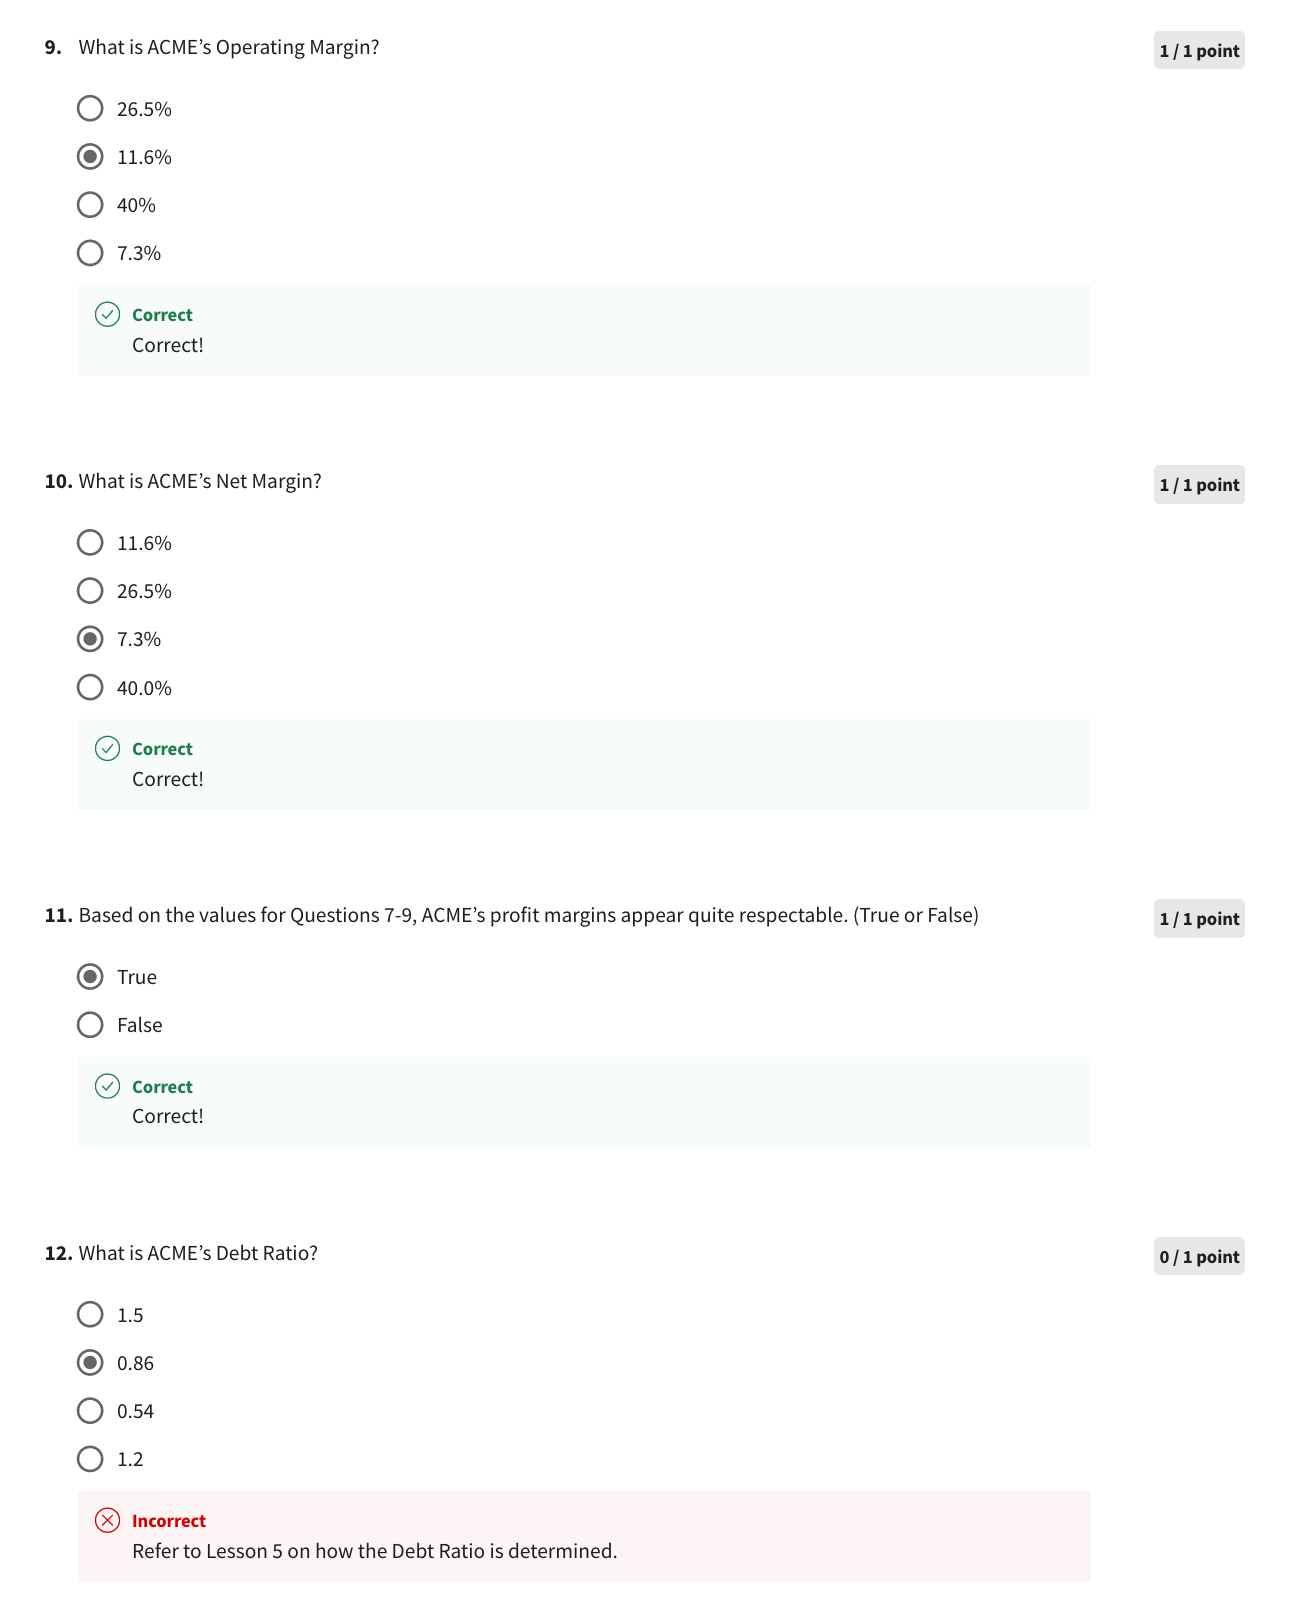 9. What is ACME’s Operating Margin?
1 / 1 point
26.5%
11.6%
40%
7.3%
Correct
Correct!
10. What is ACME’s Net Margin?
1 / 1 point
11.6%
26.5%
7.3%
40.0%
Correct
Correct!
11. Based on the values for Questions 7-9, ACME’s profit margins appear quite respectable. (True or False)
1 / 1 point
True
False
Correct
Correct!
12. What is ACME’s Debt Ratio?
0 / 1 point
1.5
0.86
0.54
1.2
Incorrect
Refer to Lesson 5 on how the Debt Ratio is determined.